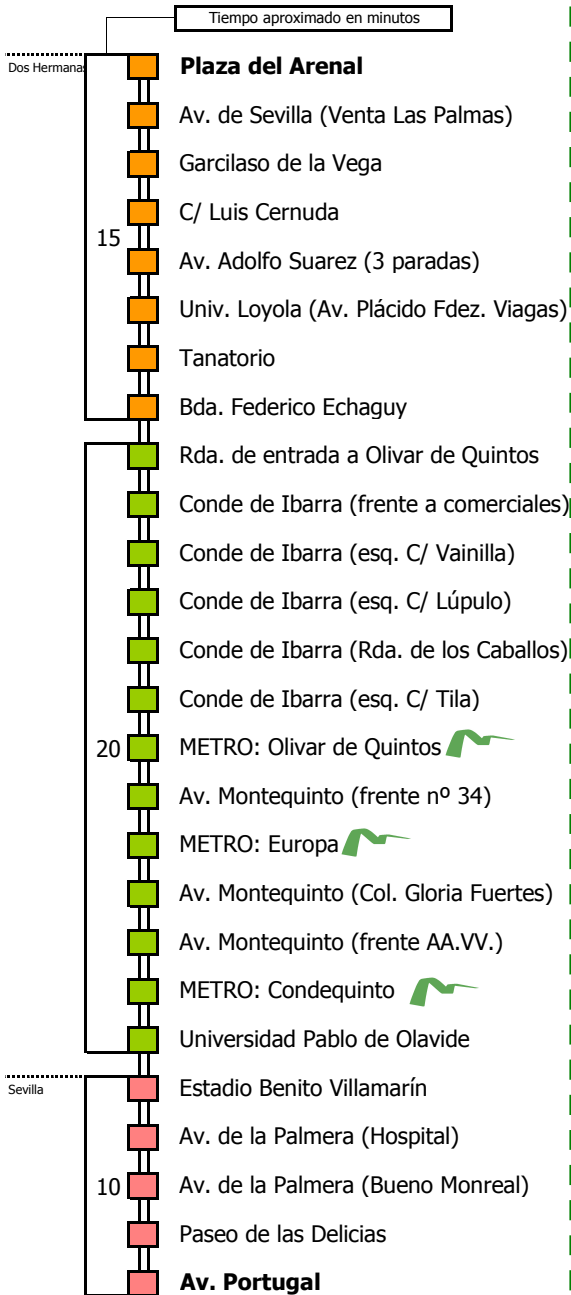 Tiempo aproximado en minutos
Dos Hermanas
Plaza del Arenal
Av. de Sevilla (Venta Las Palmas)
Garcilaso de la Vega
C/ Luis Cernuda
15
Av. Adolfo Suarez (3 paradas)
Univ. Loyola (Av. Plácido Fdez. Viagas)
Tanatorio
Bda. Federico Echaguy
Rda. de entrada a Olivar de Quintos
Conde de Ibarra (frente a comerciales)
Conde de Ibarra (esq. C/ Vainilla)
Conde de Ibarra (esq. C/ Lúpulo)
Conde de Ibarra (Rda. de los Caballos)
Conde de Ibarra (esq. C/ Tila)
20
METRO: Olivar de Quintos
Av. Montequinto (frente nº 34)
METRO: Europa
Av. Montequinto (Col. Gloria Fuertes)
Av. Montequinto (frente AA.VV.)
METRO: Condequinto
Universidad Pablo de Olavide
Sevilla
Estadio Benito Villamarín
Av. de la Palmera (Hospital)
10
Av. de la Palmera (Bueno Monreal)
Paseo de las Delicias
Av. Portugal